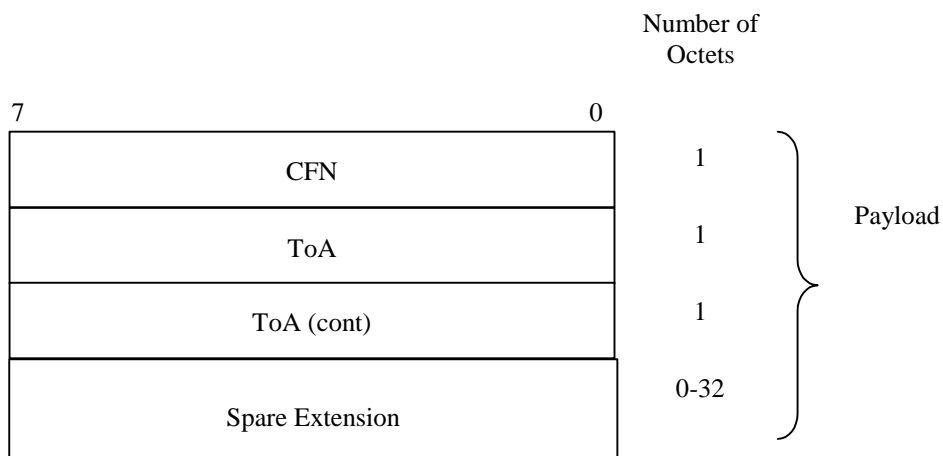 Number of
Octets
7 0
CFN 1
ToA 1
Payload
ToA (cont) 1
Spare Extension 0-32